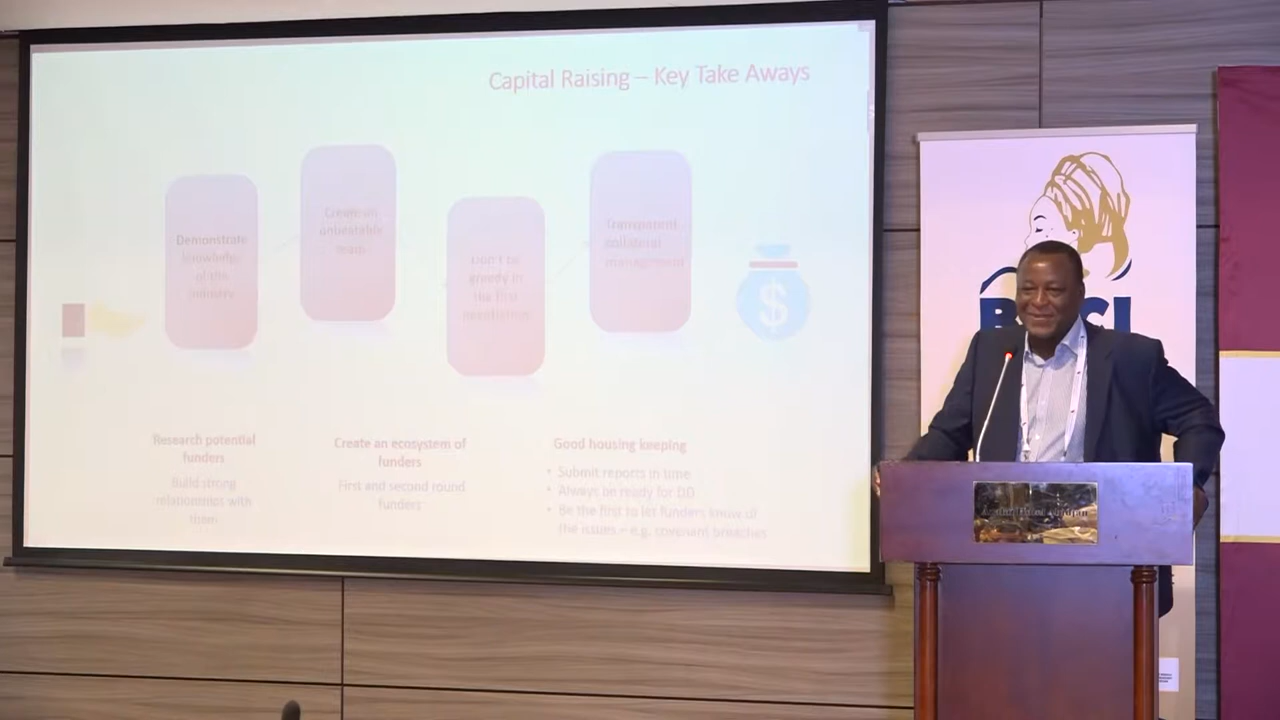 Capital Raising – Key Take Aways
Demonstrate
knowledge
of the
industry
Create an
unbeatable
team
Don't be
greedy in
the first
Transparent
collateral
management
$
Research potential
funders
Build strong
relationships with
them
Create an ecosystem of
funders
First and second round
funders
Good housing keeping
• Submit reports in time
• Always be ready for DD
• Be the first to let funders know of
the issues – e.g. covenant breaches